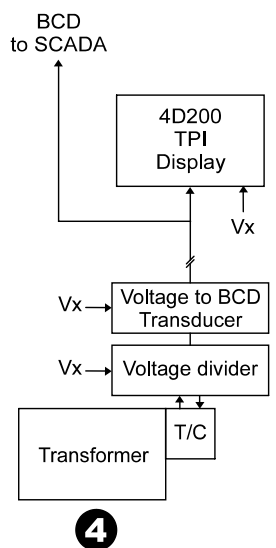 BCD
to SCADA
4D200
TPI
Display
Vx
Vx
Voltage to BCD
Transducer
Vx
Voltage divider
T/C
Transformer
4